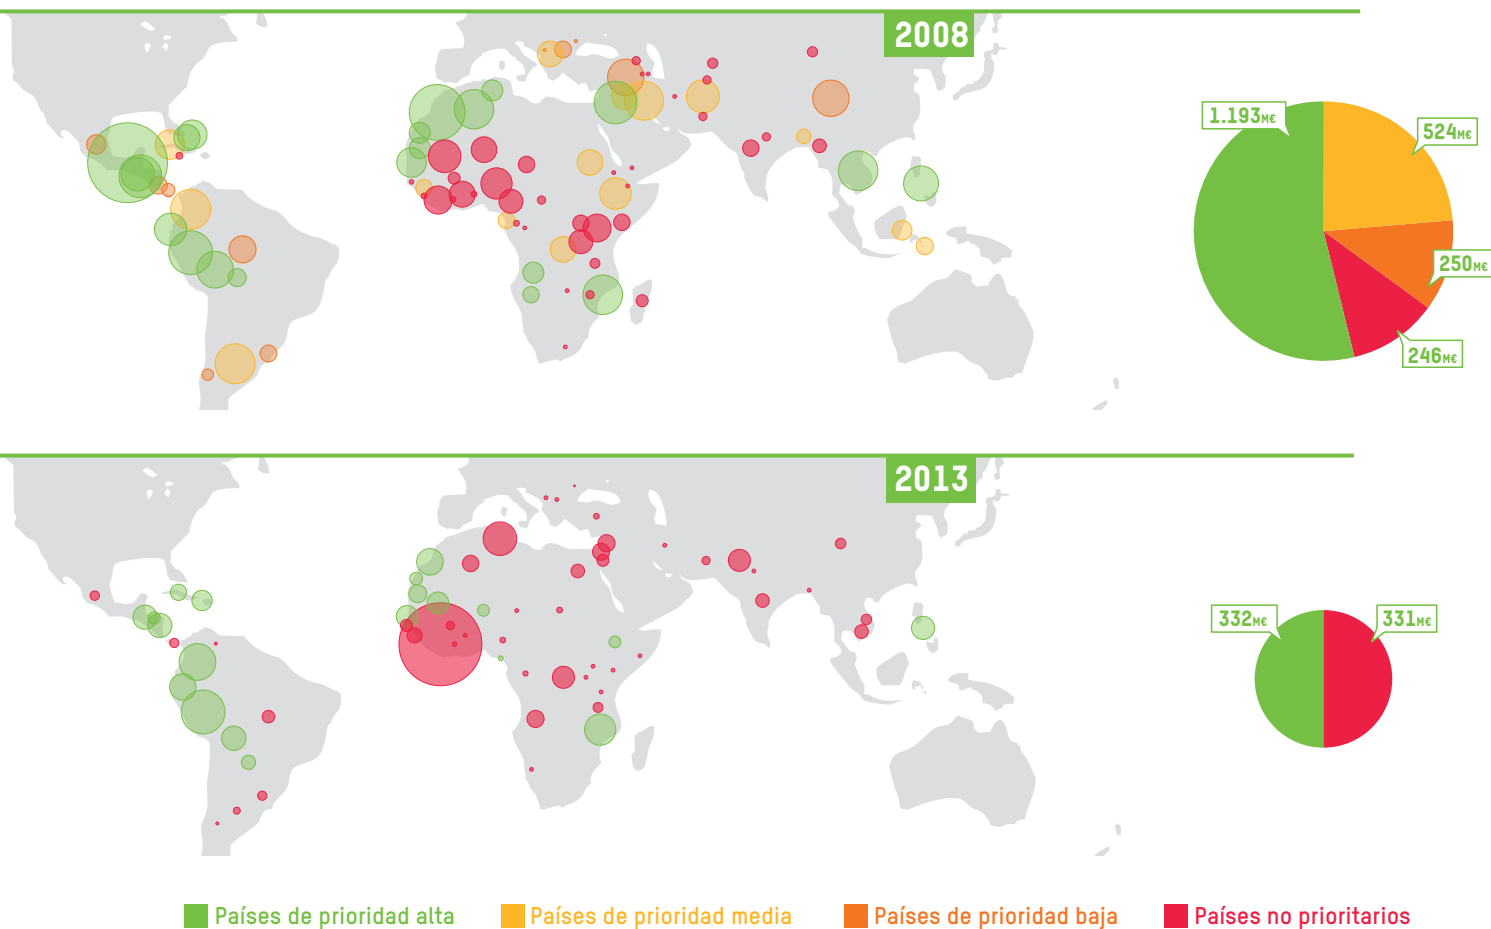 2008
1.193M€
524M€
250M€
246M€
2013
332M€
331M€
Países de prioridad alta
Países de prioridad media
Países de prioridad baja
Países no prioritarios